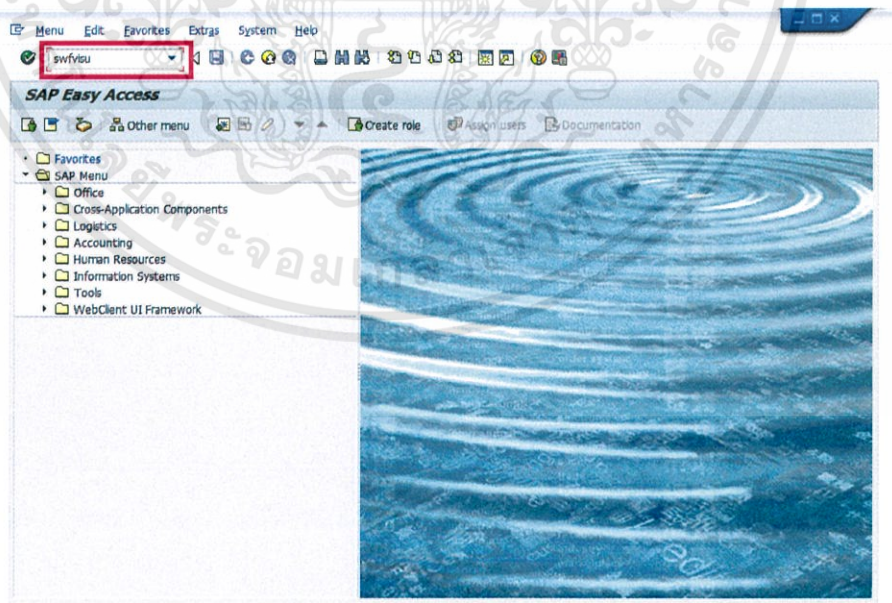 Menu Edit Favorites Extras System Help
swfvisu
SAP Easy Access
Other menu Create role Assign users Documentation
Favorites
SAP Menu
Office
Cross-Application Components
Logistics
Accounting
Human Resources
Information Systems
Tools
WebClient UI Framework